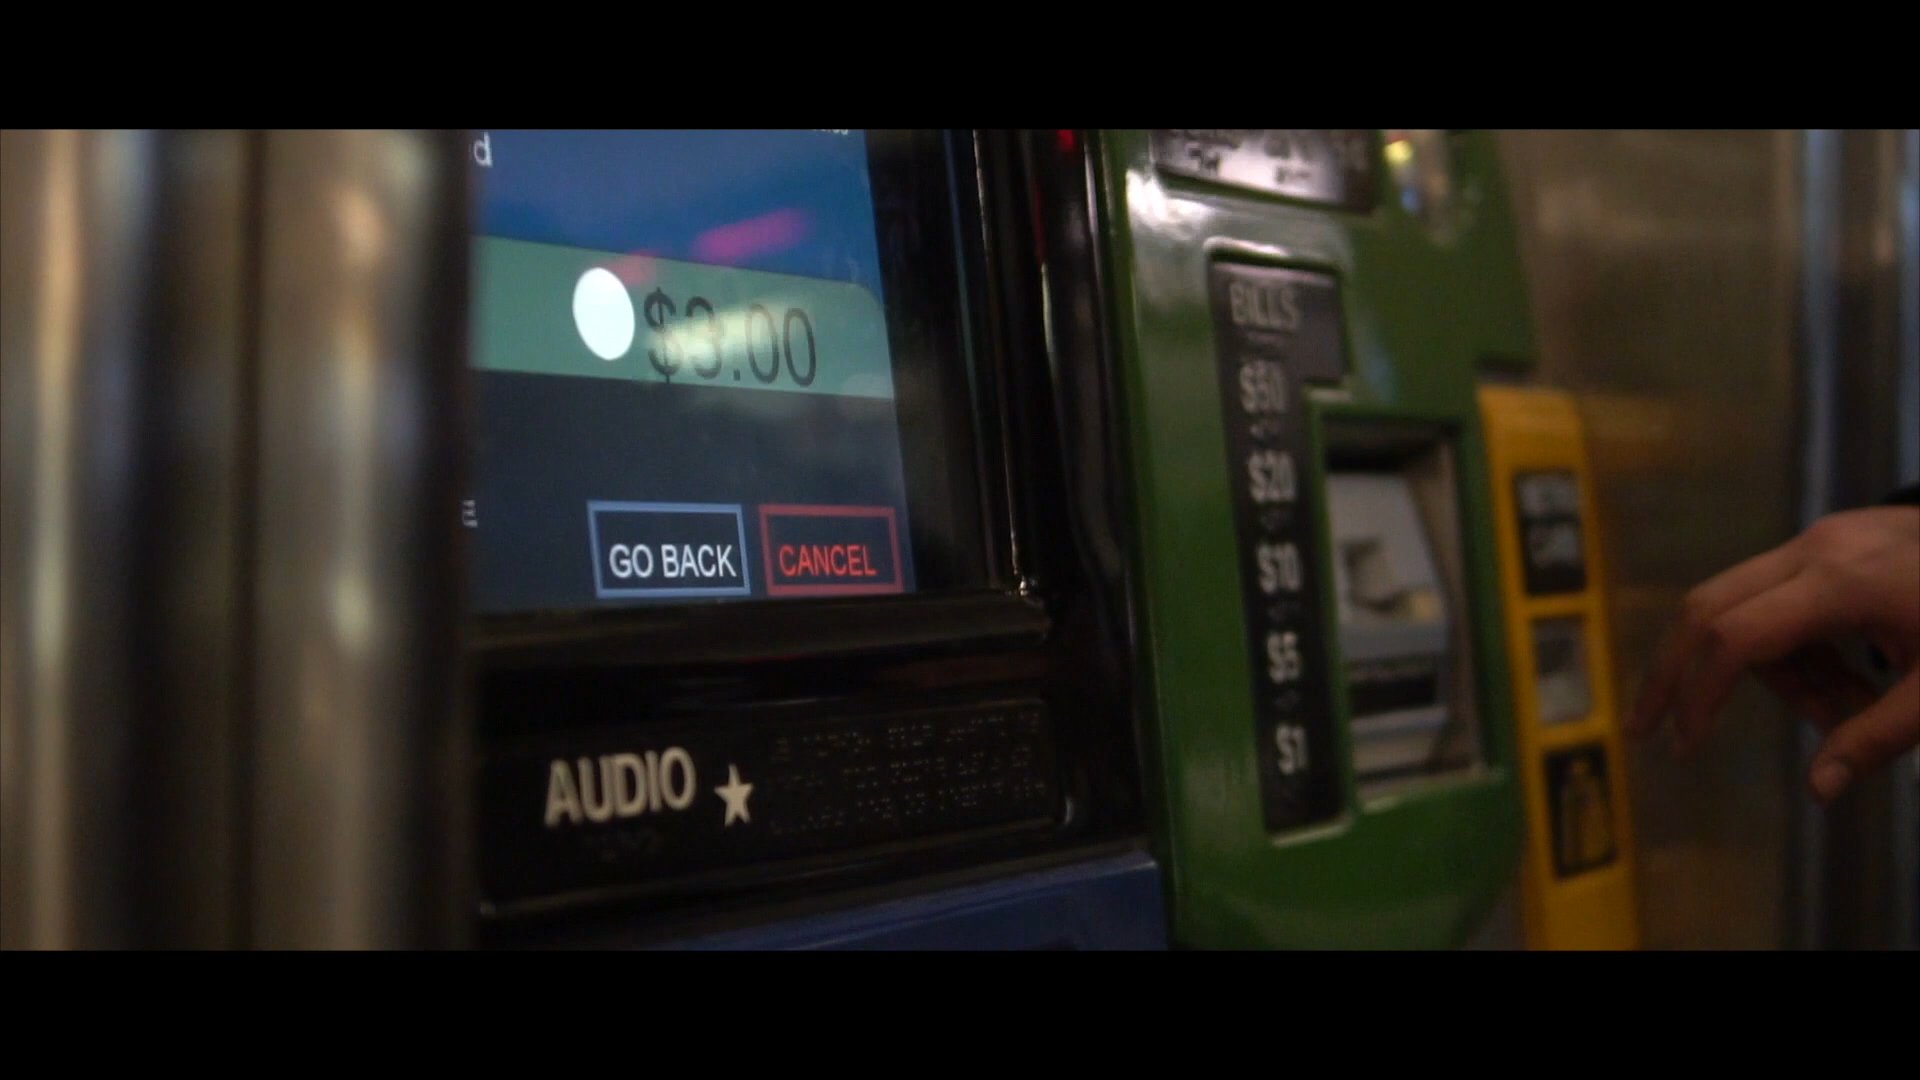 d
$3.00
GO BACK
CANCEL
AUDIO ★
BILLS
$50
$20
$10
$5
$1